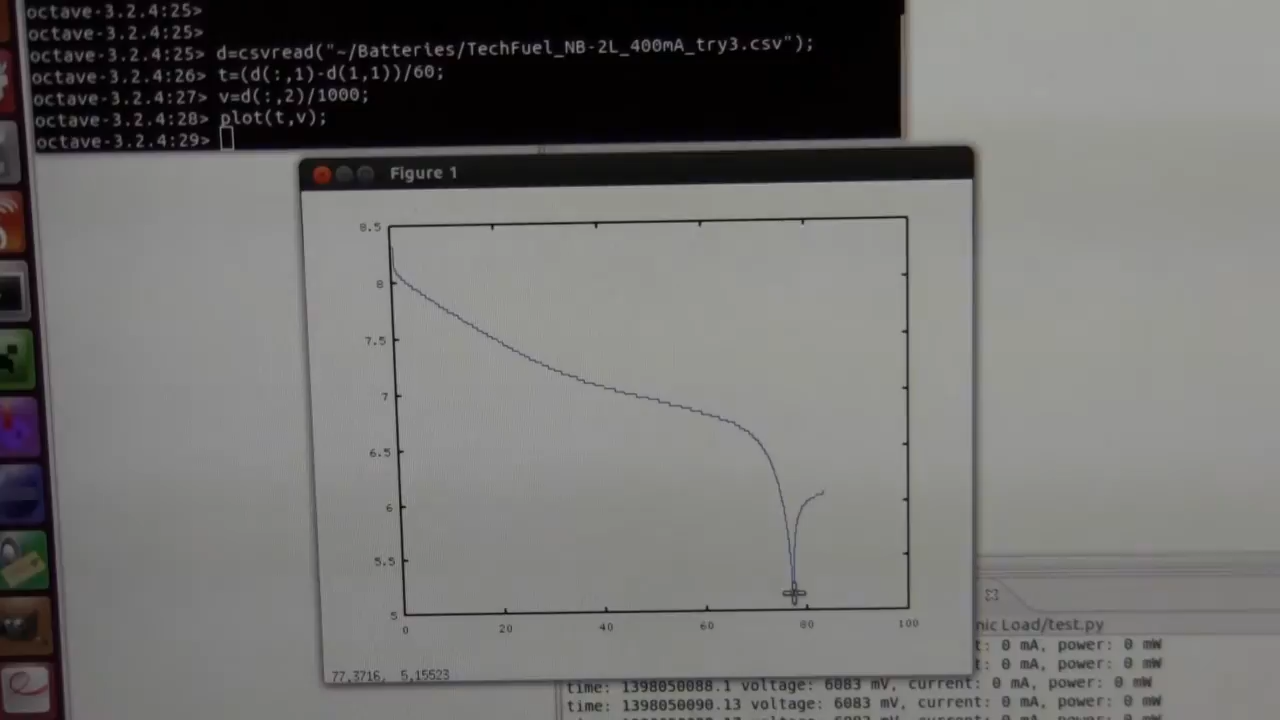 octave-3.2.4:25>
octave-3.2.4:25>
octave-3.2.4:25> d=csvread("~/Batteries/TechFuel_NB-2L_400mA_try3.csv");
octave-3.2.4:26> t=(d(:,1)-d(1,1))/60;
octave-3.2.4:27> v=d(:,2)/1000;
octave-3.2.4:28> plot(t,v);
octave-3.2.4:29>
Figure 1
8.5
8
7.5
7
6.5
6
5.5
5
0 20 40 60 80 100
77,3716, 5,15523
nic Load/test.py
t: 0 mA, power: 0 mW
: 0 mA, power: 0 mW
time: 1398050088.1 voltage: 6083 mV, current: 0 mA, power: 0 mW
time: 1398050090.13 voltage: 6083 mV, current: 0 mA, power: 0 mW